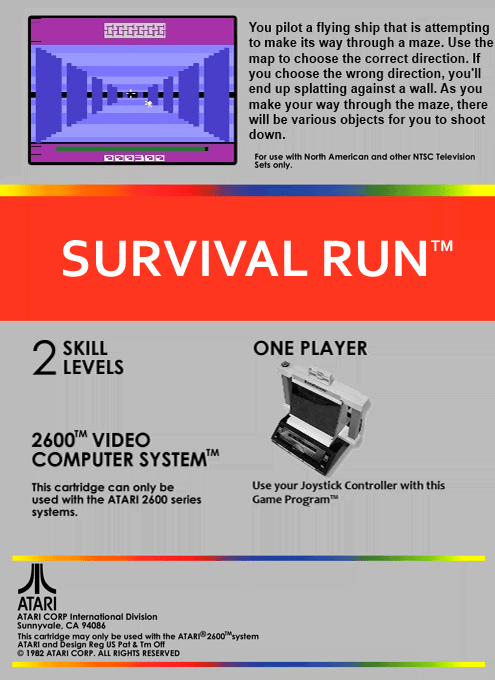 You pilot a flying ship that is attempting
to make its way through a maze. Use the
map to choose the correct direction. If
you choose the wrong direction, you'll
end up splatting against a wall. As you
make your way through the maze, there
will be various objects for you to shoot
down.
For use with North American and other NTSC Television
Sets only.
000300
SURVIVAL RUN™
2 SKILL
LEVELS
ONE PLAYER
2600™ VIDEO
COMPUTER SYSTEM™
This cartridge can only be
used with the ATARI 2600 series
systems.
Use your Joystick Controller with this
Game Program™
ATARI
ATARI CORP International Division
Sunnyvale, CA 94086
This cartridge may only be used with the ATARI®2600™system
ATARI and Design Reg US Pat & Tm Off
© 1982 ATARI CORP. ALL RIGHTS RESERVED